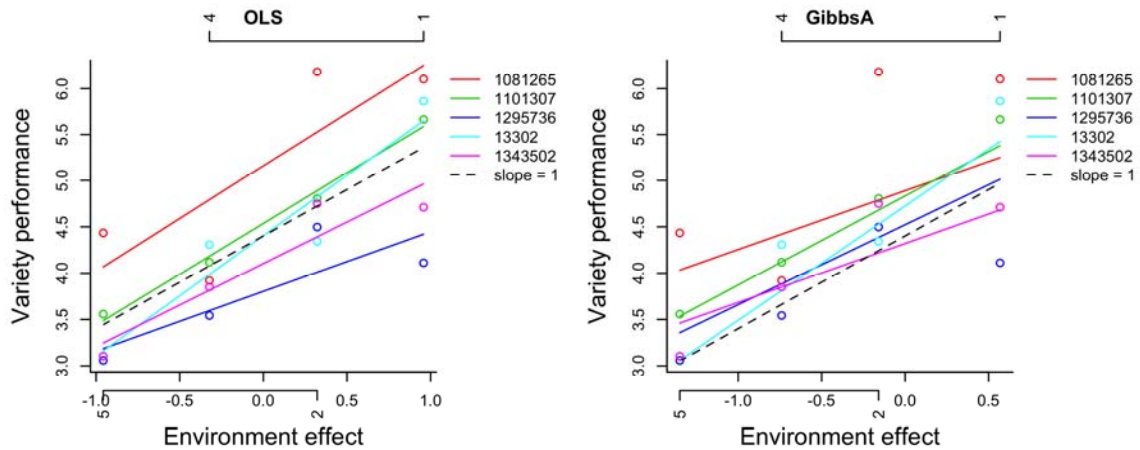 4 OLS 1
6.0
5.5
5.0
4.5
4.0
3.5
3.0
Variety performance
1081265
1101307
1295736
13302
1343502
slope = 1
-1.0 -0.5 0.0 0.5 1.0
5 2
Environment effect
4 GibbsA 1
6.0
5.5
5.0
4.5
4.0
3.5
3.0
Variety performance
1081265
1101307
1295736
13302
1343502
slope = 1
-1.0 -0.5 0.0 0.5
5 2
Environment effect